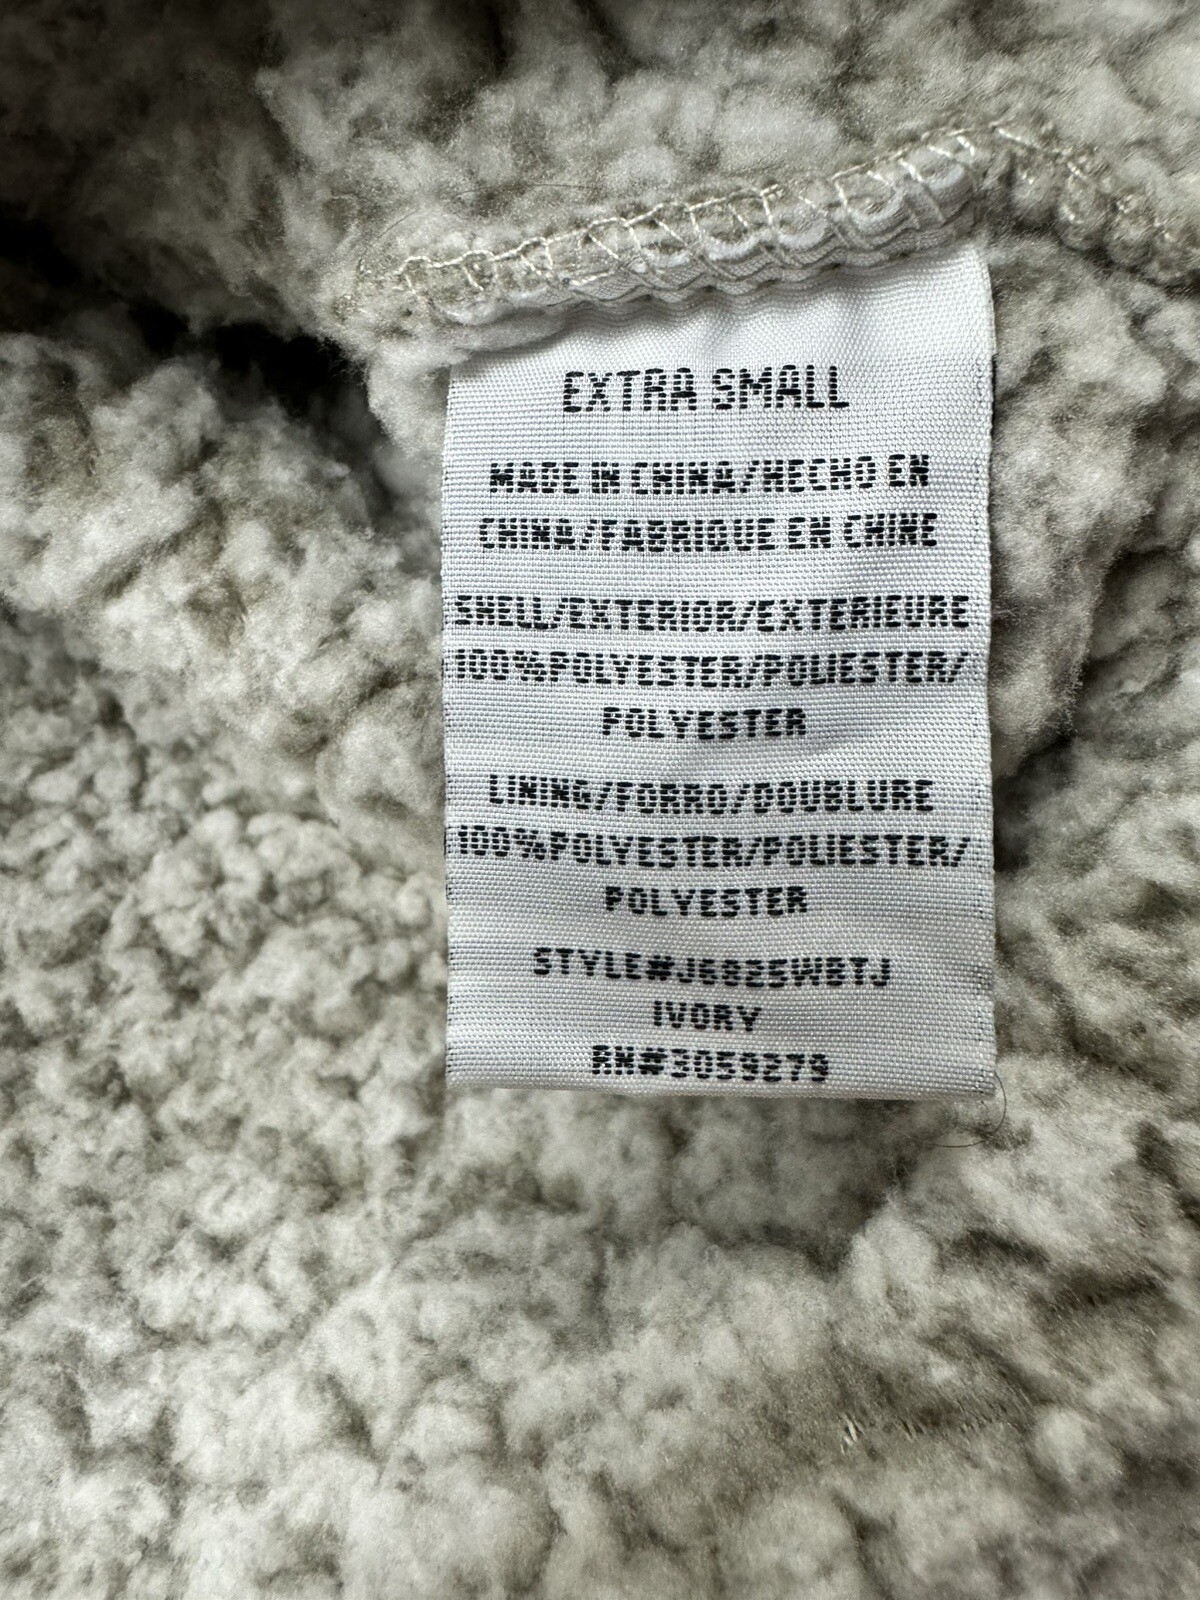 EXTRA SMALL
MADE IN CHINA/HECHO EN
CHINA/FABRIQUE EN CHINE
SHELL/EXTERIOR/EXTERIEURE
100%POLYESTER/POLIESTER/
POLYESTER
LINING/FORRO/DOUBLURE
100%POLYESTER/POLIESTER/
POLYESTER
STYLE#J6825WBTJ
IVORY
RN#3059279